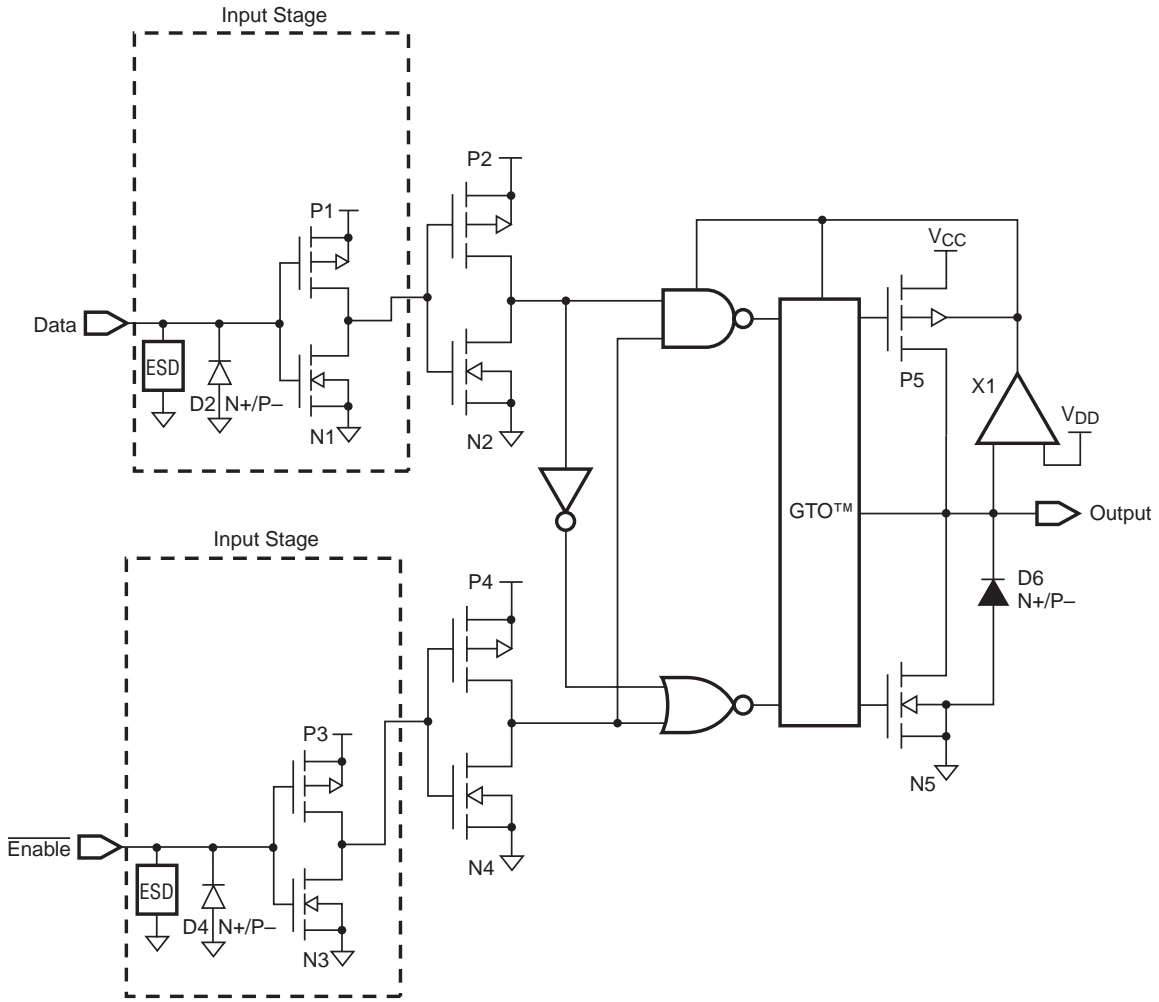 Input Stage
P2
P1
VCC
Data
ESD
D2 N+/P–
P5
X1
VDD
N1
N2
GTO™
Output
Input Stage
P4
D6
N+/P–
P3
Enable
N5
ESD
D4 N+/P–
N4
N3